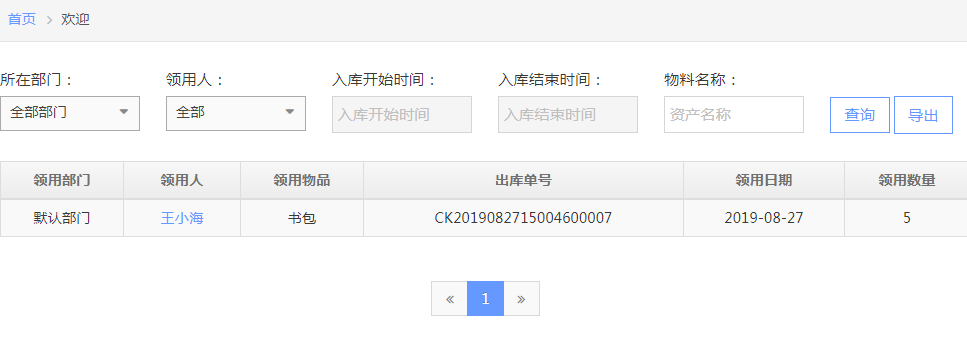 首页 > 欢迎
所在部门： 领用人： 入库开始时间： 入库结束时间： 物料名称：
全部部门 全部 入库开始时间 入库结束时间 资产名称 查询 导出
领用部门 领用人 领用物品 出库单号 领用日期 领用数量
默认部门 王小海 书包 CK2019082715004600007 2019-08-27 5
« 1 »